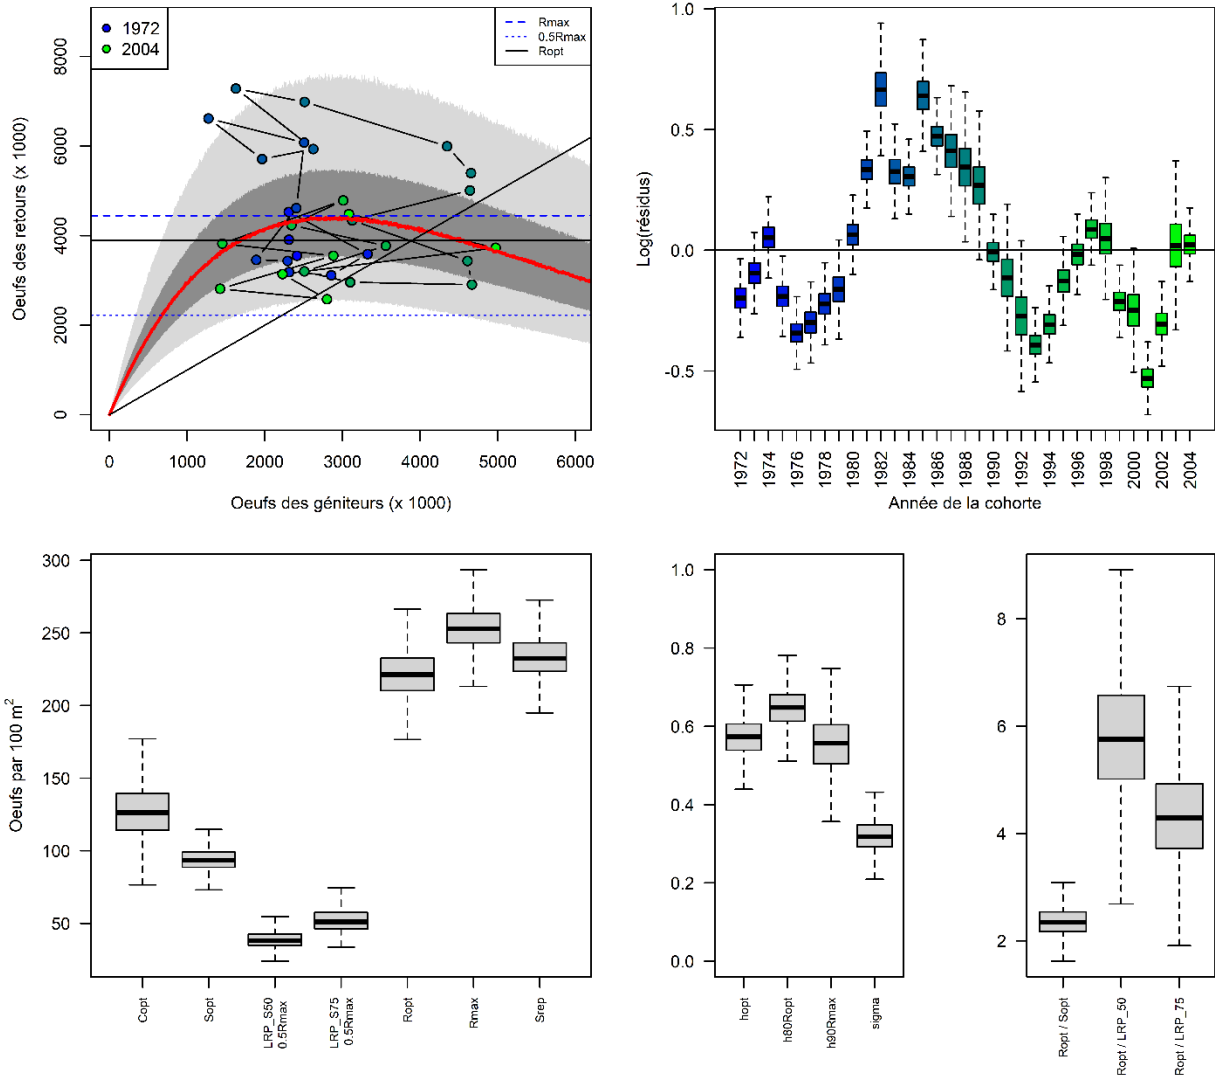 1972
2004
Rmax
0.5Rmax
Ropt
Oeufs des retours (x 1000)
8000
6000
4000
2000
0
0 1000 2000 3000 4000 5000 6000
Oeufs des géniteurs (x 1000)
Log(résidus)
1.0
0.5
0.0
-0.5
1972 1974 1976 1978 1980 1982 1984 1986 1988 1990 1992 1994 1996 1998 2000 2002 2004
Année de la cohorte
Oeufs par 100 m²
300
250
200
150
100
50
Copt
Sopt
LRP_S50
0.5Rmax
LRP_S75
0.5Rmax
Ropt
Rmax
Srep
1.0
0.8
0.6
0.4
0.2
0.0
hopt
h80Ropt
h90Rmax
sigma
8
6
4
2
Ropt / Sopt
Ropt / LRP_50
Ropt / LRP_75